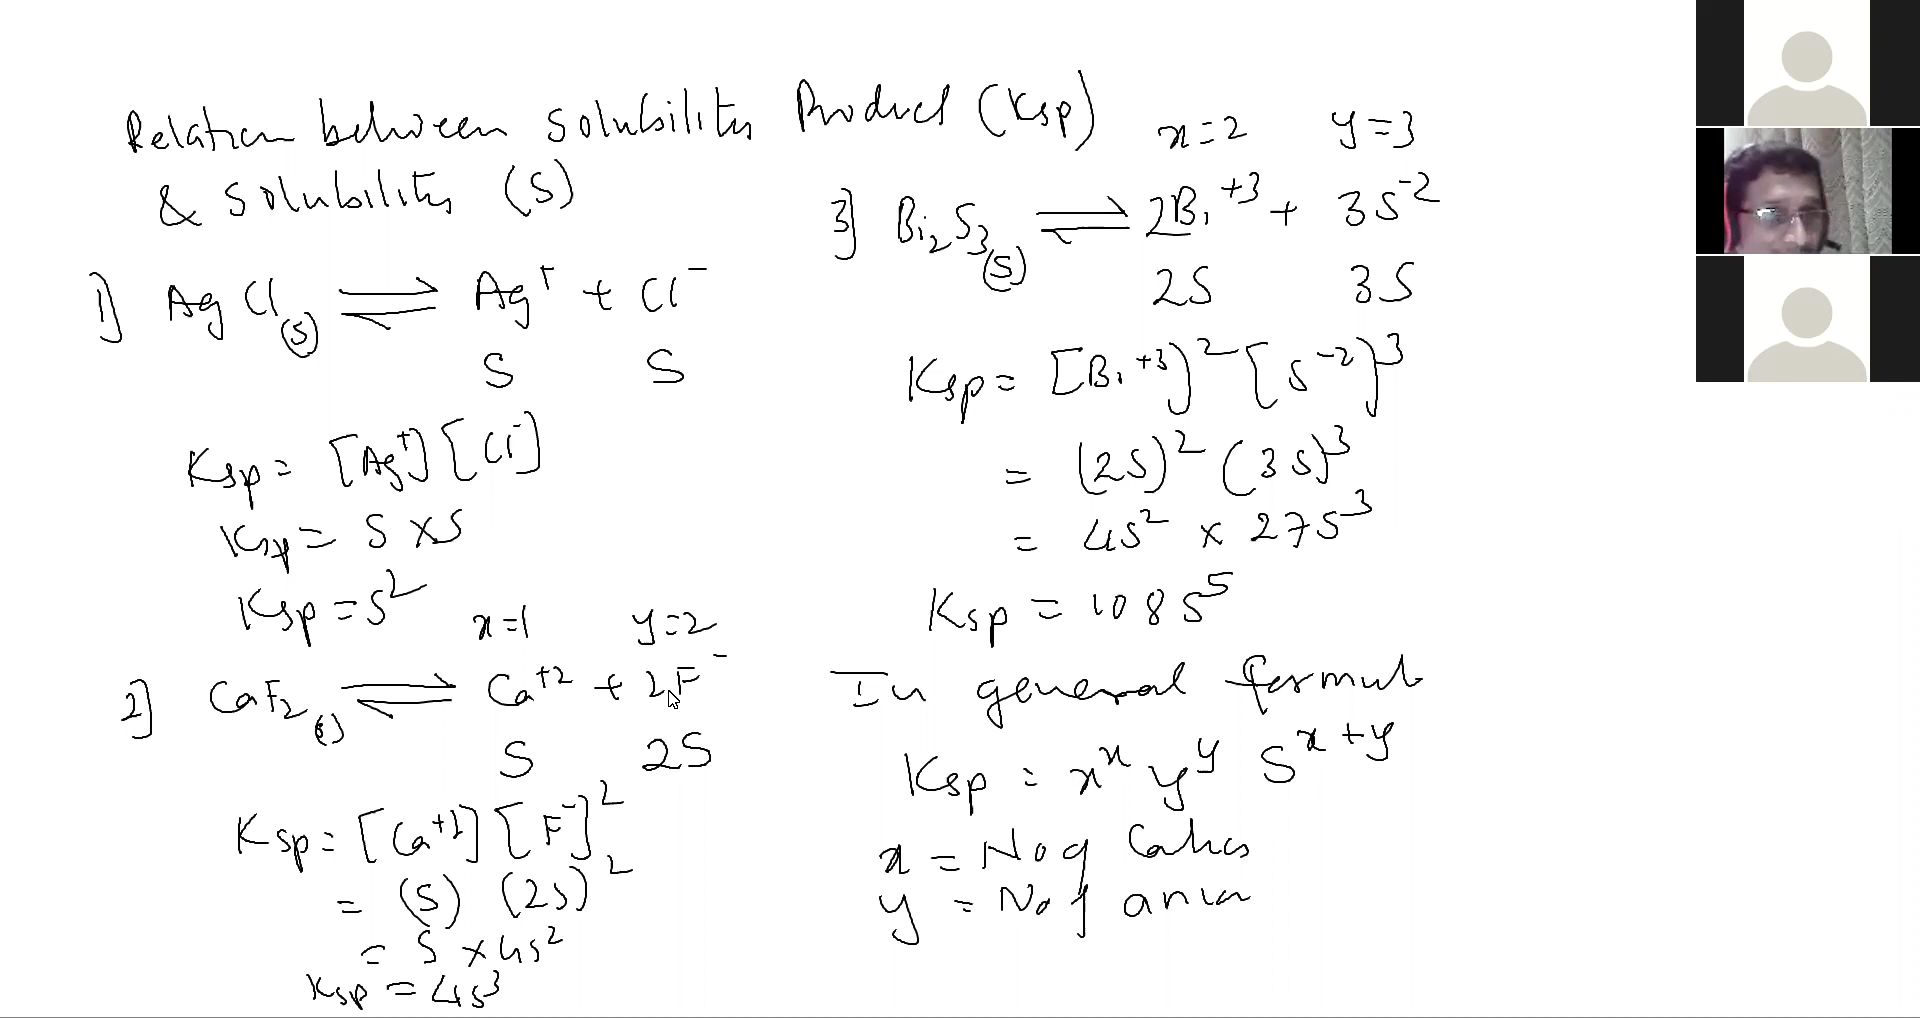 Relation between solubility Product (Ksp)
& solubility (S)
1] AgCl(s) ⇌ Ag⁺ + Cl⁻
S S
Ksp = [Ag⁺] [Cl⁻]
Ksp = S × S
Ksp = S²
x=1 y=2
2] CaF₂(s) ⇌ Ca⁺² + 2F⁻
S 2S
Ksp = [Ca⁺²] [F⁻]²
= (S) (2S)²
= S × 4S²
Ksp = 4S³
x=2 y=3
3] Bi₂S₃(s) ⇌ 2Bi⁺³ + 3S⁻²
2S 3S
Ksp = [Bi⁺³]² [S⁻²]³
= (2S)² (3S)³
= 4S² × 27S³
Ksp = 108 S⁵
In general formul
Ksp = xˣ yʸ Sˣ⁺ʸ
x = No of
y = No of anion